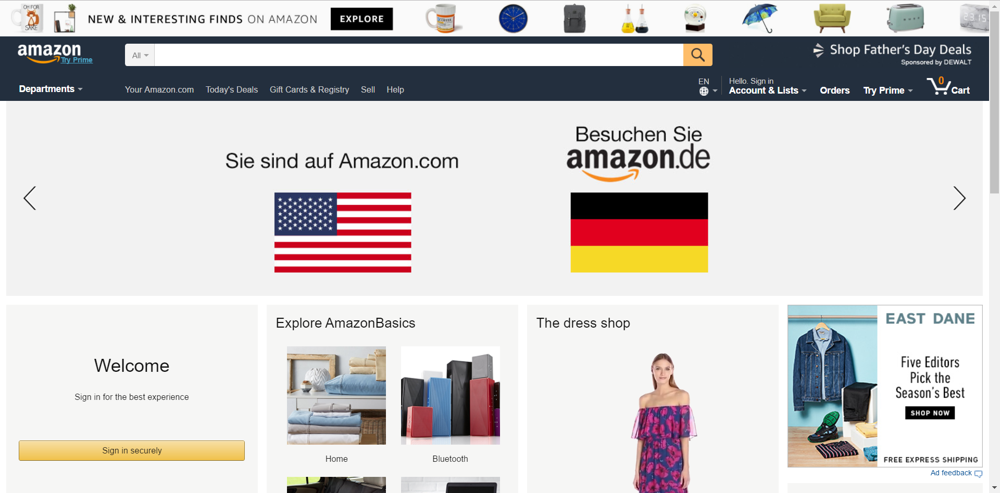 OH FOR
SAKE
NEW & INTERESTING FINDS ON AMAZON
EXPLORE
COFFEE
SMEG
23:15
amazon
Try Prime
All
Shop Father's Day Deals
Sponsored by DEWALT
Departments
Your Amazon.com
Today's Deals
Gift Cards & Registry
Sell
Help
EN
Hello. Sign in
Account & Lists
Orders
Try Prime
0
Cart
Sie sind auf Amazon.com
Besuchen Sie
amazon.de
Welcome
Sign in for the best experience
Sign in securely
Explore AmazonBasics
Home
Bluetooth
The dress shop
EAST DANE
Five Editors
Pick the
Season's Best
SHOP NOW
FREE EXPRESS SHIPPING
Ad feedback